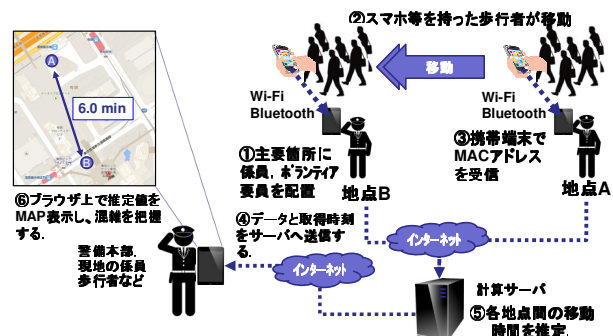 ②スマホ等を持った歩行者が移動
A
6.0 min
B
移動
Wi-Fi
Bluetooth
Wi-Fi
Bluetooth
①主要箇所に
係員，ボランティア
要員を配置
地点B
③携帯端末で
MACアドレス
を受信
地点A
⑥ブラウザ上で推定値を
MAP表示し、混雑を把握
する.
④データと取得時刻
をサーバへ送信す
る.
警備本部,
現地の係員
歩行者など
インターネット
インターネット
計算サーバ
⑤各地点間の移動
時間を推定.